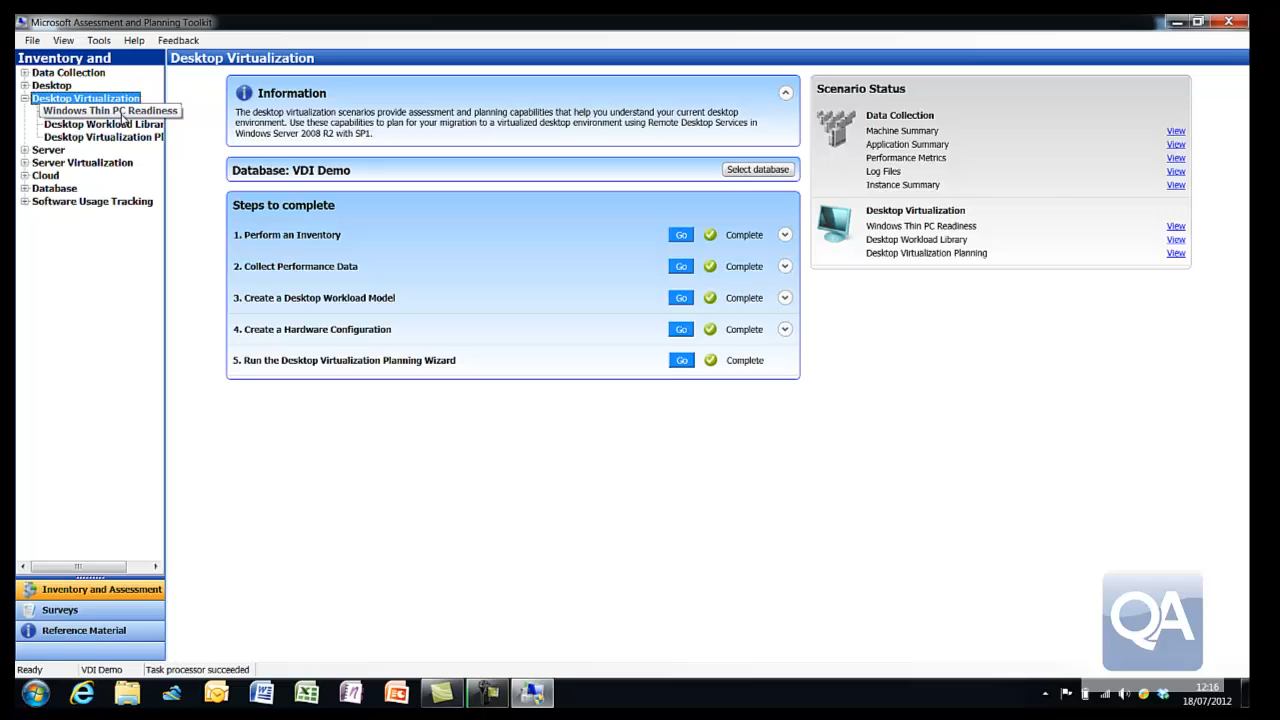 Microsoft Assessment and Planning Toolkit
File View Tools Help Feedback
Inventory and
Data Collection
Desktop
Desktop Virtualization
Windows Thin PC Readiness
Desktop Workload Librar
Desktop Virtualization Pl
Server
Server Virtualization
Cloud
Database
Software Usage Tracking
Inventory and Assessment
Surveys
Reference Material
Desktop Virtualization
Information
The desktop virtualization scenarios provide assessment and planning capabilities that help you understand your current desktop
environment. Use these capabilities to plan for your migration to a virtualized desktop environment using Remote Desktop Services in
Windows Server 2008 R2 with SP1.
Database: VDI Demo Select database
Steps to complete
1. Perform an Inventory Go Complete
2. Collect Performance Data Go Complete
3. Create a Desktop Workload Model Go Complete
4. Create a Hardware Configuration Go Complete
5. Run the Desktop Virtualization Planning Wizard Go Complete
Scenario Status
Data Collection
Machine Summary View
Application Summary View
Performance Metrics View
Log Files View
Instance Summary View
Desktop Virtualization
Windows Thin PC Readiness View
Desktop Workload Library View
Desktop Virtualization Planning View
QA
Ready VDI Demo Task processor succeeded
12:16
18/07/2012